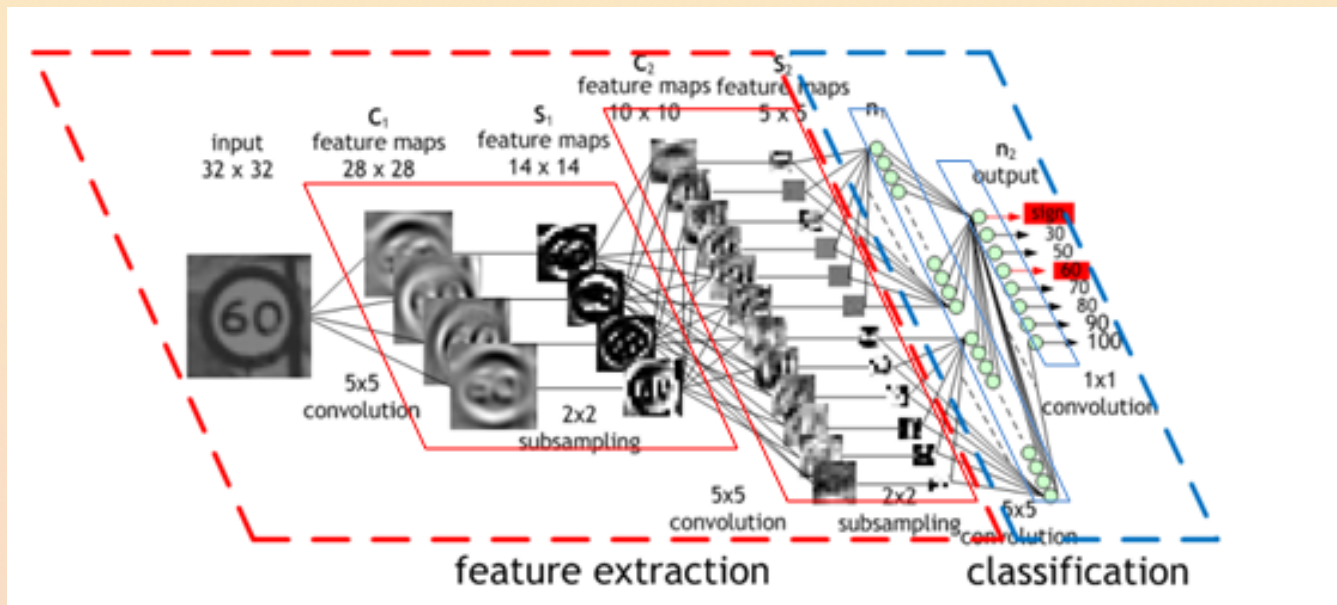 input
32 x 32
C1
feature maps
28 x 28
S1
feature maps
14 x 14
C2
feature maps
10 x 10
S2
feature maps
5 x 5
n1
n2
output
60
sign
30
50
60
70
80
90
100
5x5
convolution
2x2
subsampling
5x5
convolution
2x2
subsampling
5x5
convolution
1x1
convolution
feature extraction
classification